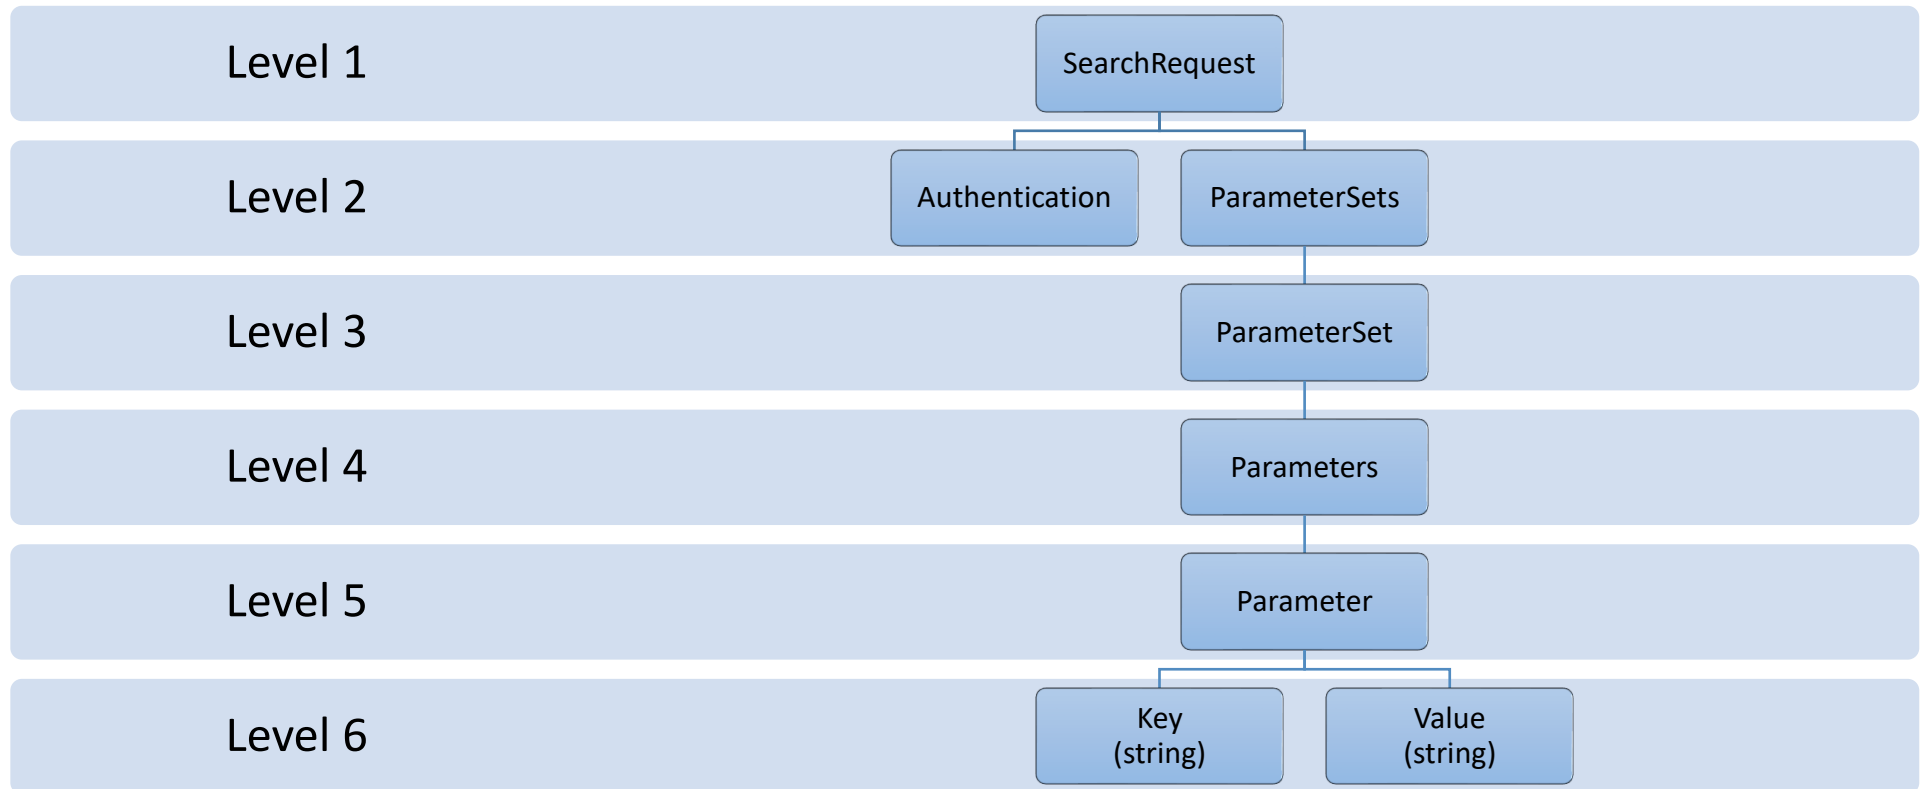 Level 1
SearchRequest
Level 2
Authentication
ParameterSets
Level 3
ParameterSet
Level 4
Parameters
Level 5
Parameter
Level 6
Key
(string)
Value
(string)